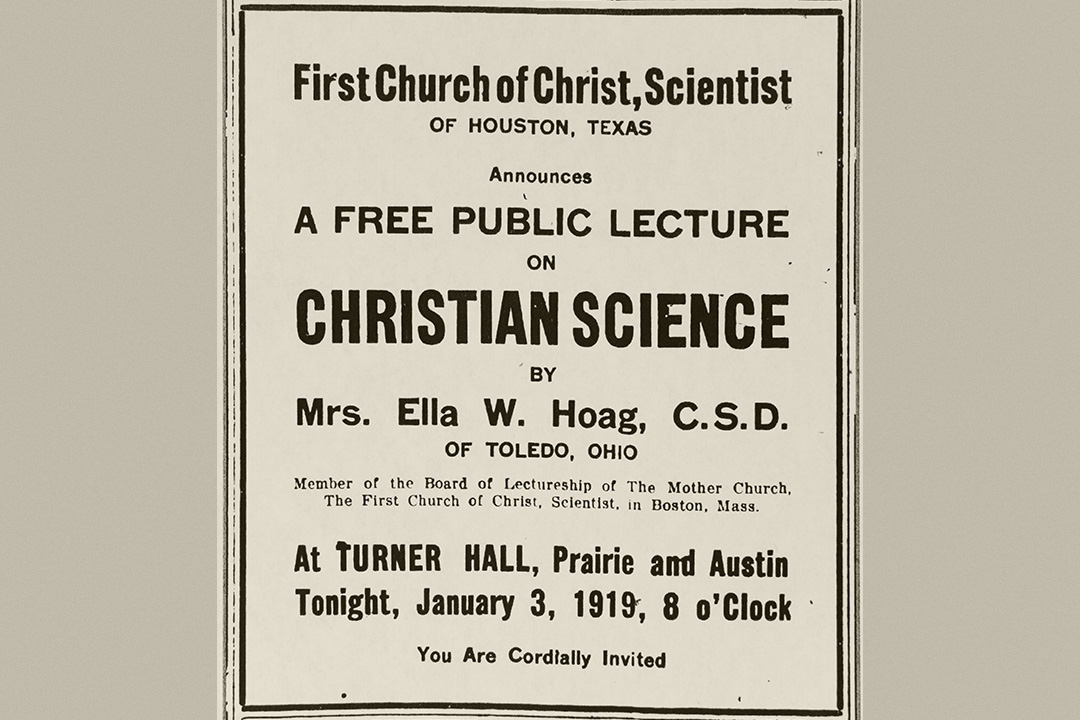 First Church of Christ, Scientist
OF HOUSTON, TEXAS
Announces
A FREE PUBLIC LECTURE
ON
CHRISTIAN SCIENCE
BY
Mrs. Ella W. Hoag, C.S.D.
OF TOLEDO, OHIO
Member of the Board of Lectureship of The Mother Church,
The First Church of Christ, Scientist, in Boston, Mass.
At TURNER HALL, Prairie and Austin
Tonight, January 3, 1919, 8 o'Clock
You Are Cordially Invited